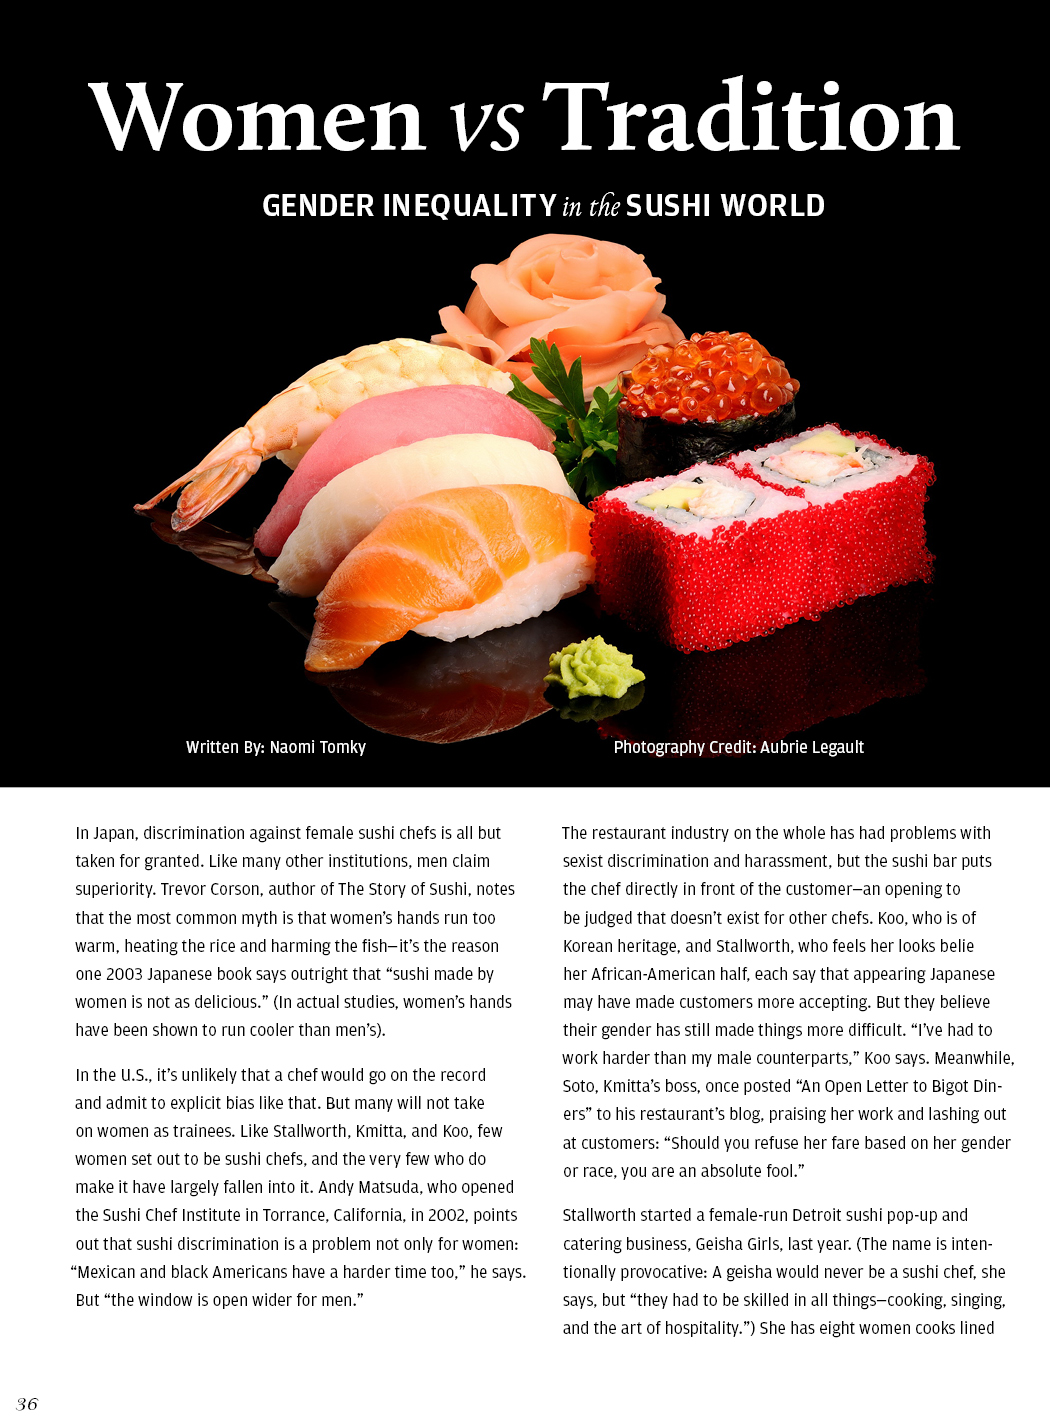 Women vs Tradition
GENDER INEQUALITY in the SUSHI WORLD
Written By: Naomi Tomky
Photography Credit: Aubrie Legault
In Japan, discrimination against female sushi chefs is all but
taken for granted. Like many other institutions, men claim
superiority. Trevor Corson, author of The Story of Sushi, notes
that the most common myth is that women’s hands run too
warm, heating the rice and harming the fish—it’s the reason
one 2003 Japanese book says outright that “sushi made by
women is not as delicious.” (In actual studies, women’s hands
have been shown to run cooler than men’s).
In the U.S., it’s unlikely that a chef would go on the record
and admit to explicit bias like that. But many will not take
on women as trainees. Like Stallworth, Kmitta, and Koo, few
women set out to be sushi chefs, and the very few who do
make it have largely fallen into it. Andy Matsuda, who opened
the Sushi Chef Institute in Torrance, California, in 2002, points
out that sushi discrimination is a problem not only for women:
“Mexican and black Americans have a harder time too,” he says.
But “the window is open wider for men.”
The restaurant industry on the whole has had problems with
sexist discrimination and harassment, but the sushi bar puts
the chef directly in front of the customer—an opening to
be judged that doesn’t exist for other chefs. Koo, who is of
Korean heritage, and Stallworth, who feels her looks belie
her African-American half, each say that appearing Japanese
may have made customers more accepting. But they believe
their gender has still made things more difficult. “I’ve had to
work harder than my male counterparts,” Koo says. Meanwhile,
Soto, Kmitta’s boss, once posted “An Open Letter to Bigot Din-
ers” to his restaurant’s blog, praising her work and lashing out
at customers: “Should you refuse her fare based on her gender
or race, you are an absolute fool.”
Stallworth started a female-run Detroit sushi pop-up and
catering business, Geisha Girls, last year. (The name is inten-
tionally provocative: A geisha would never be a sushi chef, she
says, but “they had to be skilled in all things—cooking, singing,
and the art of hospitality.”) She has eight women cooks lined
36